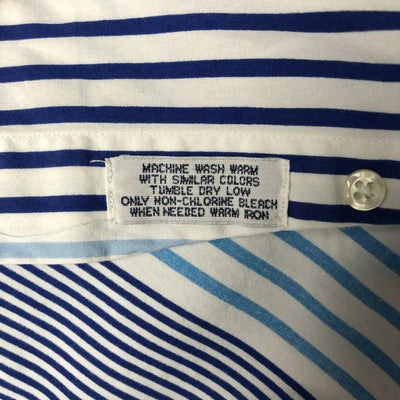 MACHINE WASH WARM
WITH SIMILAR COLORS
TUMBLE DRY LOW
ONLY NON-CHLORINE BLEACH
WHEN NEEDED WARM IRON